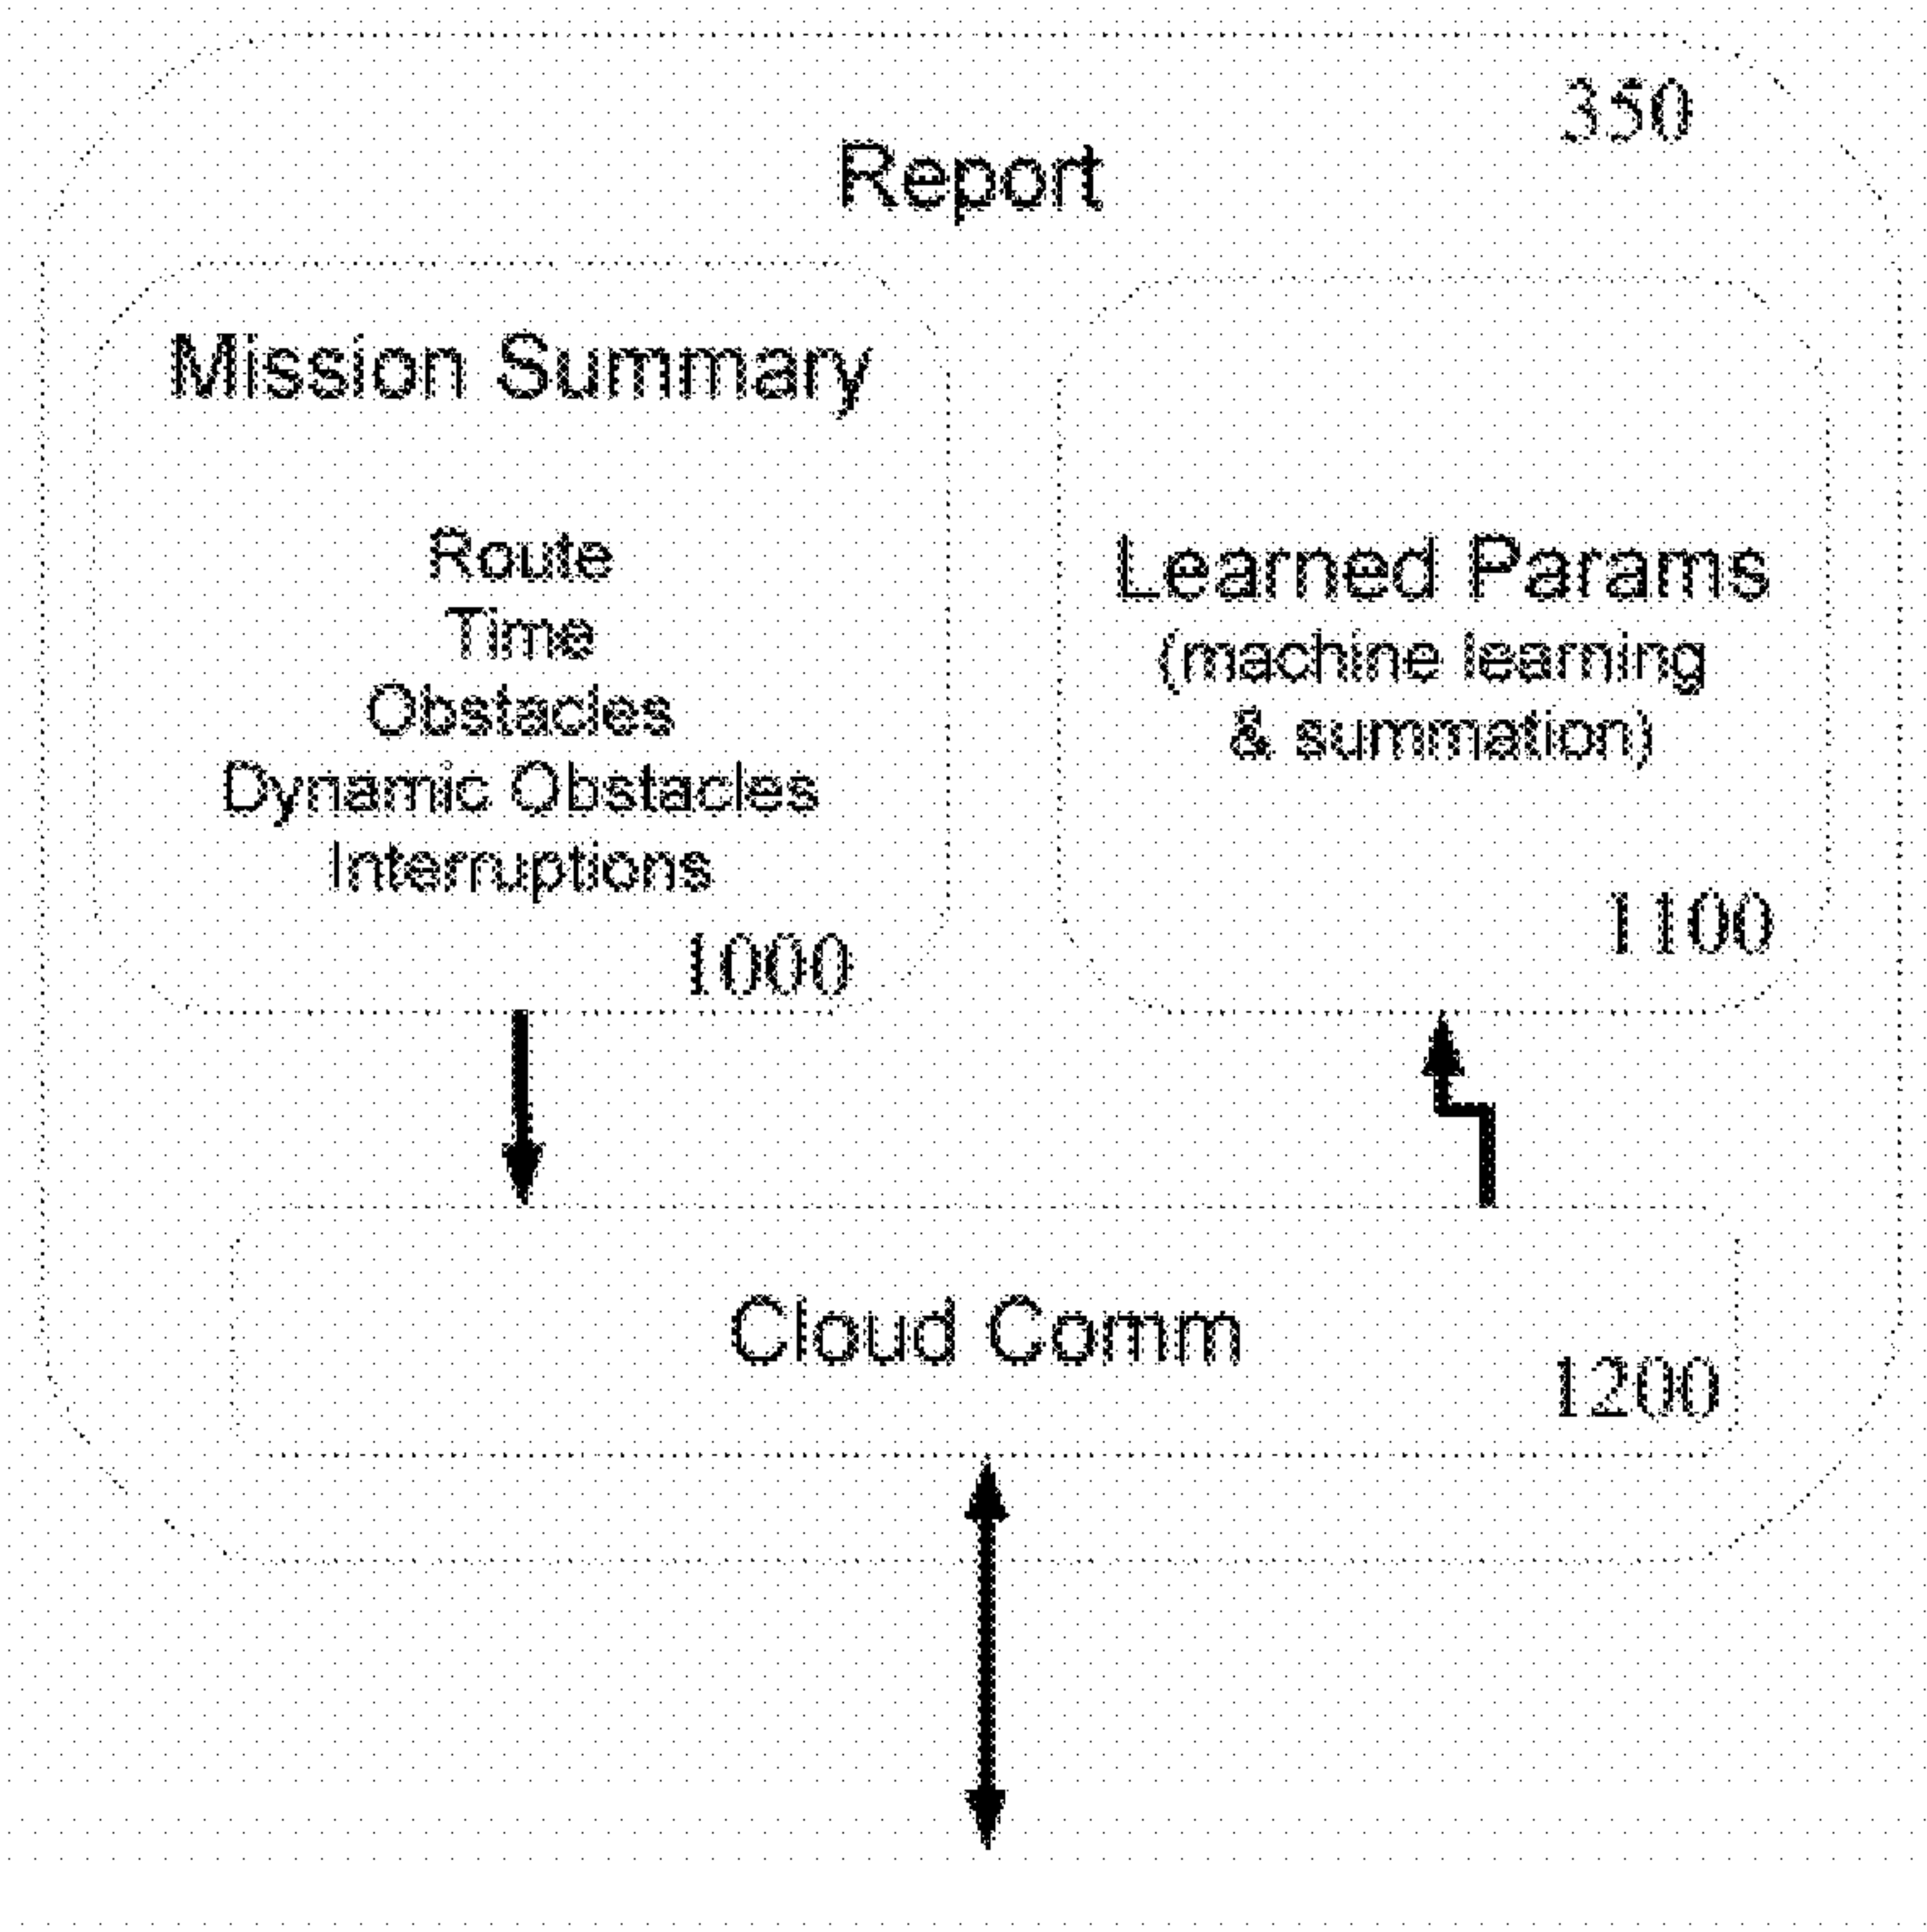 350
Report
Mission Summary
Route
Time
Obstacles
Dynamic Obstacles
Interruptions
1000
Learned Params
(machine learning
& summation)
1100
Cloud Comm
1200